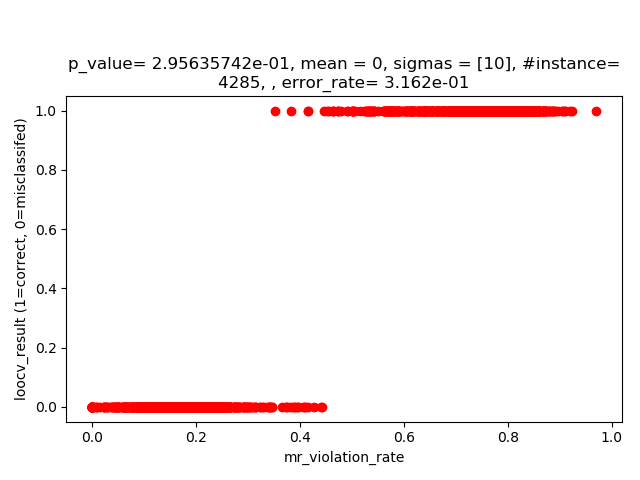 p_value= 2.95635742e-01, mean = 0, sigmas = [10], #instance=
4285, , error_rate= 3.162e-01
loocv_result (1=correct, 0=misclassifed)
1.0
0.8
0.6
0.4
0.2
0.0
0.0 0.2 0.4 0.6 0.8 1.0
mr_violation_rate